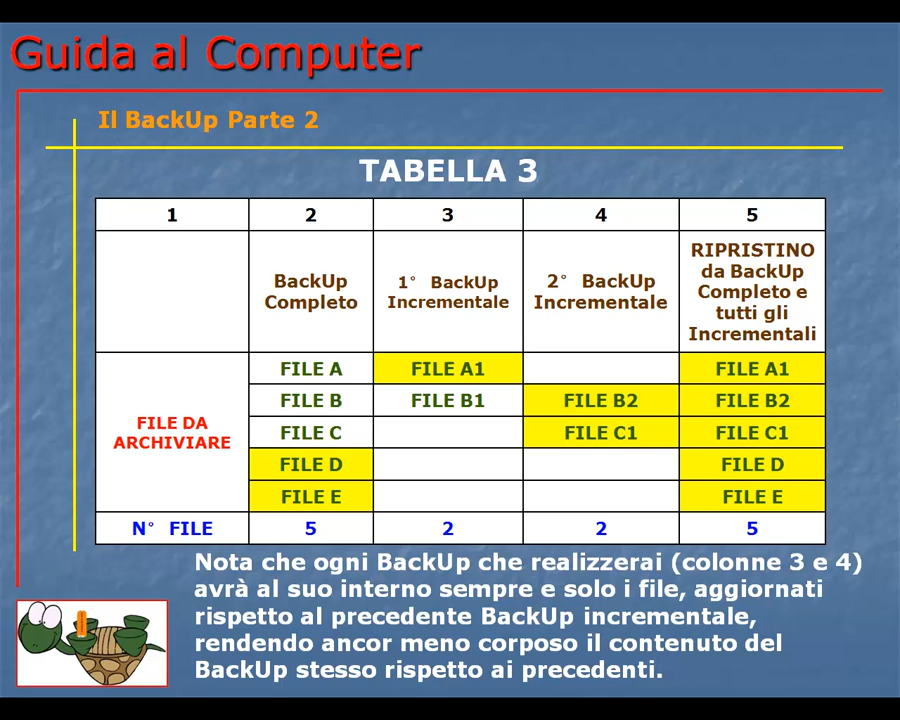 Guida al Computer
Il BackUp Parte 2
TABELLA 3
1 2 3 4 5
BackUp Completo 1° BackUp Incrementale 2° BackUp Incrementale RIPRISTINO da BackUp Completo e tutti gli Incrementali
FILE DA ARCHIVIARE
FILE A FILE A1 FILE A1
FILE B FILE B1 FILE B2 FILE B2
FILE C FILE C1 FILE C1
FILE D FILE D
FILE E FILE E
N° FILE 5 2 2 5
Nota che ogni BackUp che realizzerai (colonne 3 e 4)
avrà al suo interno sempre e solo i file, aggiornati
rispetto al precedente BackUp incrementale,
rendendo ancor meno corposo il contenuto del
BackUp stesso rispetto ai precedenti.